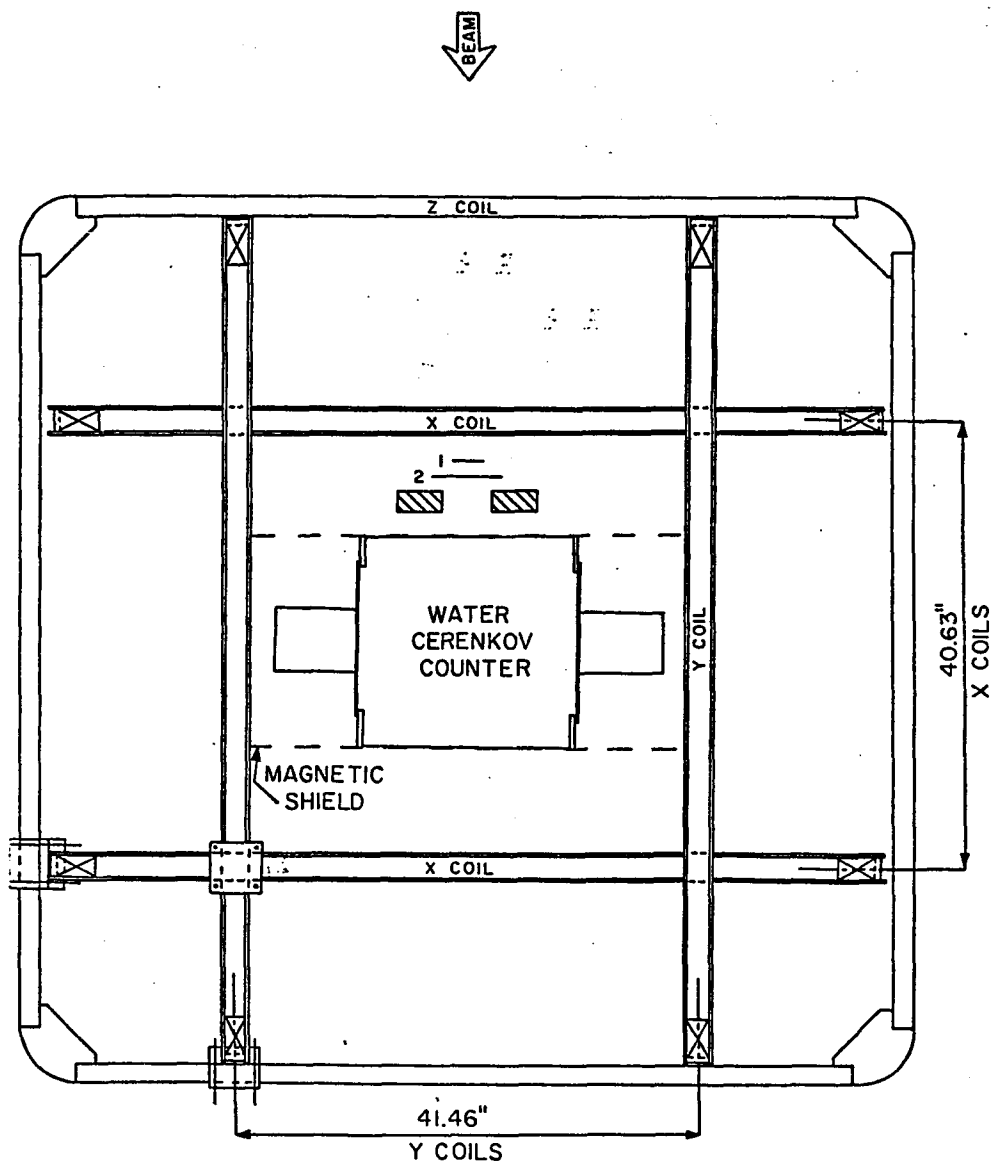 BEAM
Z COIL
X COIL
1
2
WATER
CERENKOV
COUNTER
Y COIL
40.63"
X COILS
MAGNETIC
SHIELD
X COIL
41.46"
Y COILS